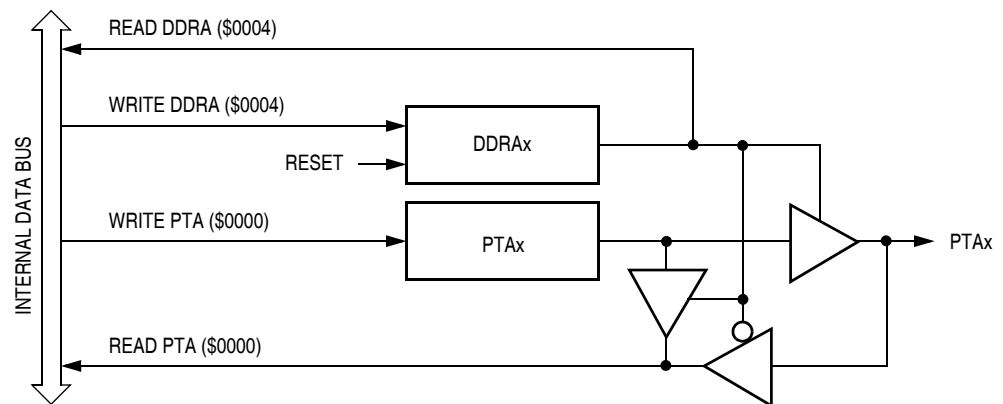 READ DDRA ($0004)
WRITE DDRA ($0004)
DDRAx
RESET
INTERNAL DATA BUS
WRITE PTA ($0000)
PTAx
PTAx
READ PTA ($0000)